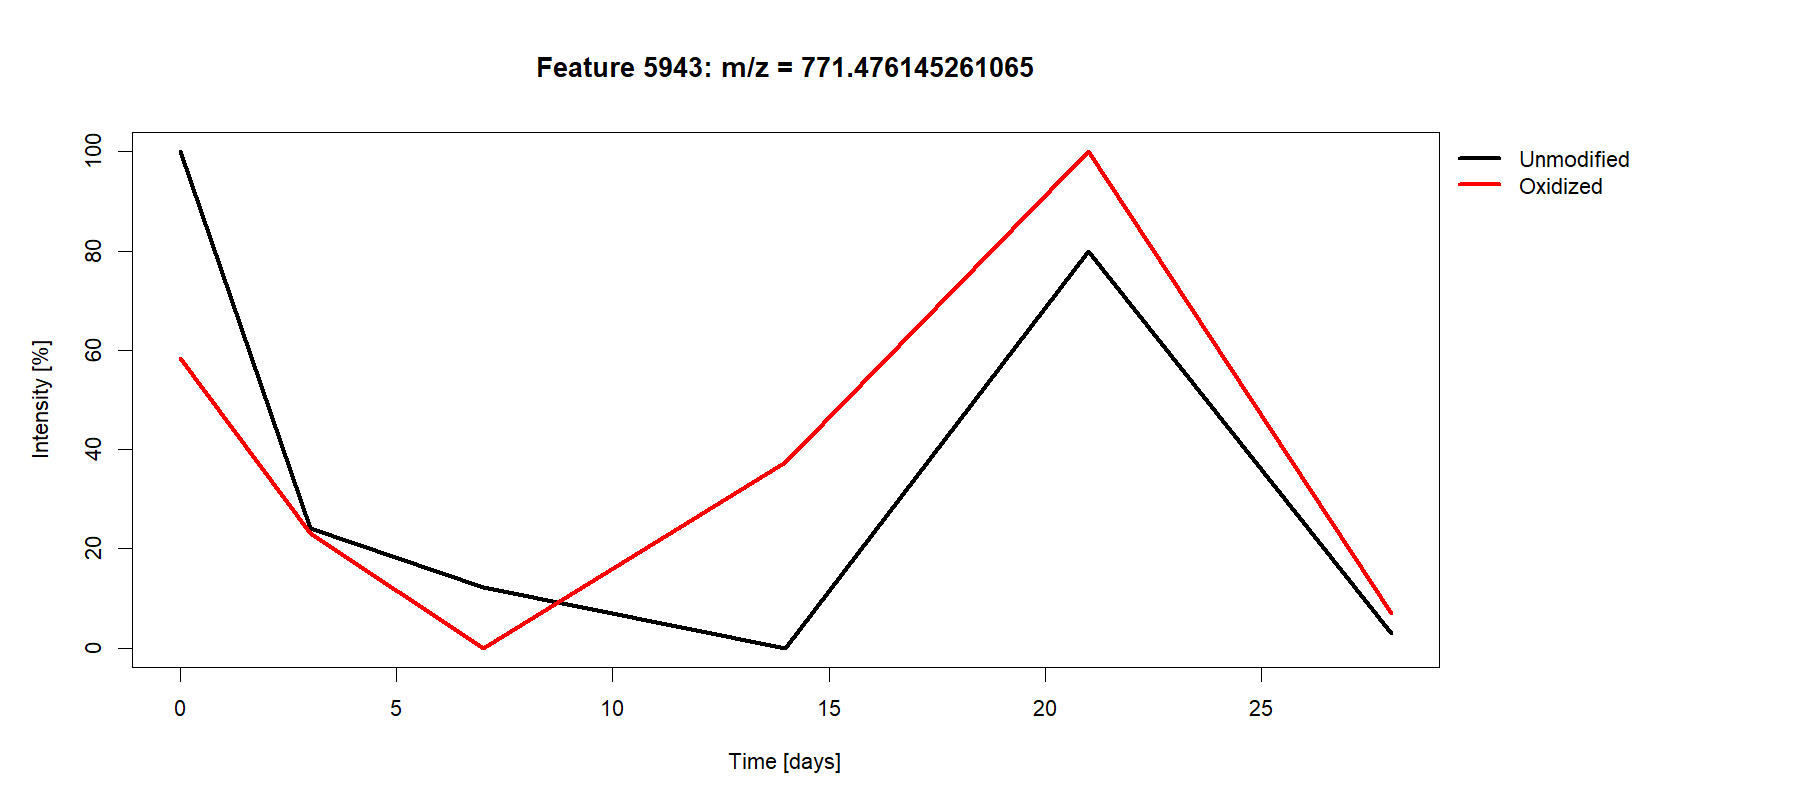 Feature 5943: m/z = 771.476145261065
Unmodified
Oxidized
Intensity [%]
100
80
60
40
20
0
0 5 10 15 20 25
Time [days]